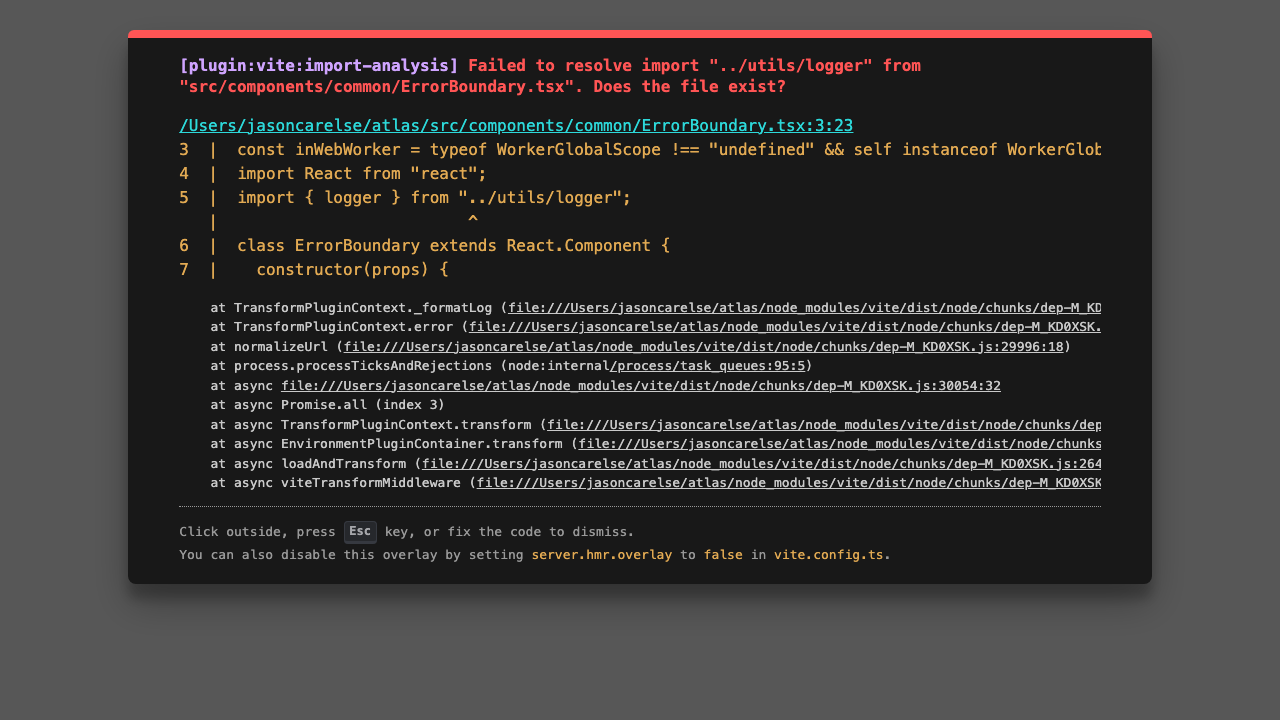 [plugin:vite:import-analysis] Failed to resolve import "../utils/logger" from
"src/components/common/ErrorBoundary.tsx". Does the file exist?
/Users/jasoncarelse/atlas/src/components/common/ErrorBoundary.tsx:3:23
3  |  const inWebWorker = typeof WorkerGlobalScope !== "undefined" && self instanceof WorkerGlob
4  |  import React from "react";
5  |  import { logger } from "../utils/logger";
   |                          ^
6  |  class ErrorBoundary extends React.Component {
7  |    constructor(props) {
at TransformPluginContext._formatLog (file:///Users/jasoncarelse/atlas/node_modules/vite/dist/node/chunks/dep-M_KD
at TransformPluginContext.error (file:///Users/jasoncarelse/atlas/node_modules/vite/dist/node/chunks/dep-M_KD0XSK.
at normalizeUrl (file:///Users/jasoncarelse/atlas/node_modules/vite/dist/node/chunks/dep-M_KD0XSK.js:29996:18)
at process.processTicksAndRejections (node:internal/process/task_queues:95:5)
at async file:///Users/jasoncarelse/atlas/node_modules/vite/dist/node/chunks/dep-M_KD0XSK.js:30054:32
at async Promise.all (index 3)
at async TransformPluginContext.transform (file:///Users/jasoncarelse/atlas/node_modules/vite/dist/node/chunks/dep
at async EnvironmentPluginContainer.transform (file:///Users/jasoncarelse/atlas/node_modules/vite/dist/node/chunks
at async loadAndTransform (file:///Users/jasoncarelse/atlas/node_modules/vite/dist/node/chunks/dep-M_KD0XSK.js:264
at async viteTransformMiddleware (file:///Users/jasoncarelse/atlas/node_modules/vite/dist/node/chunks/dep-M_KD0XSK
Click outside, press Esc key, or fix the code to dismiss.
You can also disable this overlay by setting server.hmr.overlay to false in vite.config.ts.